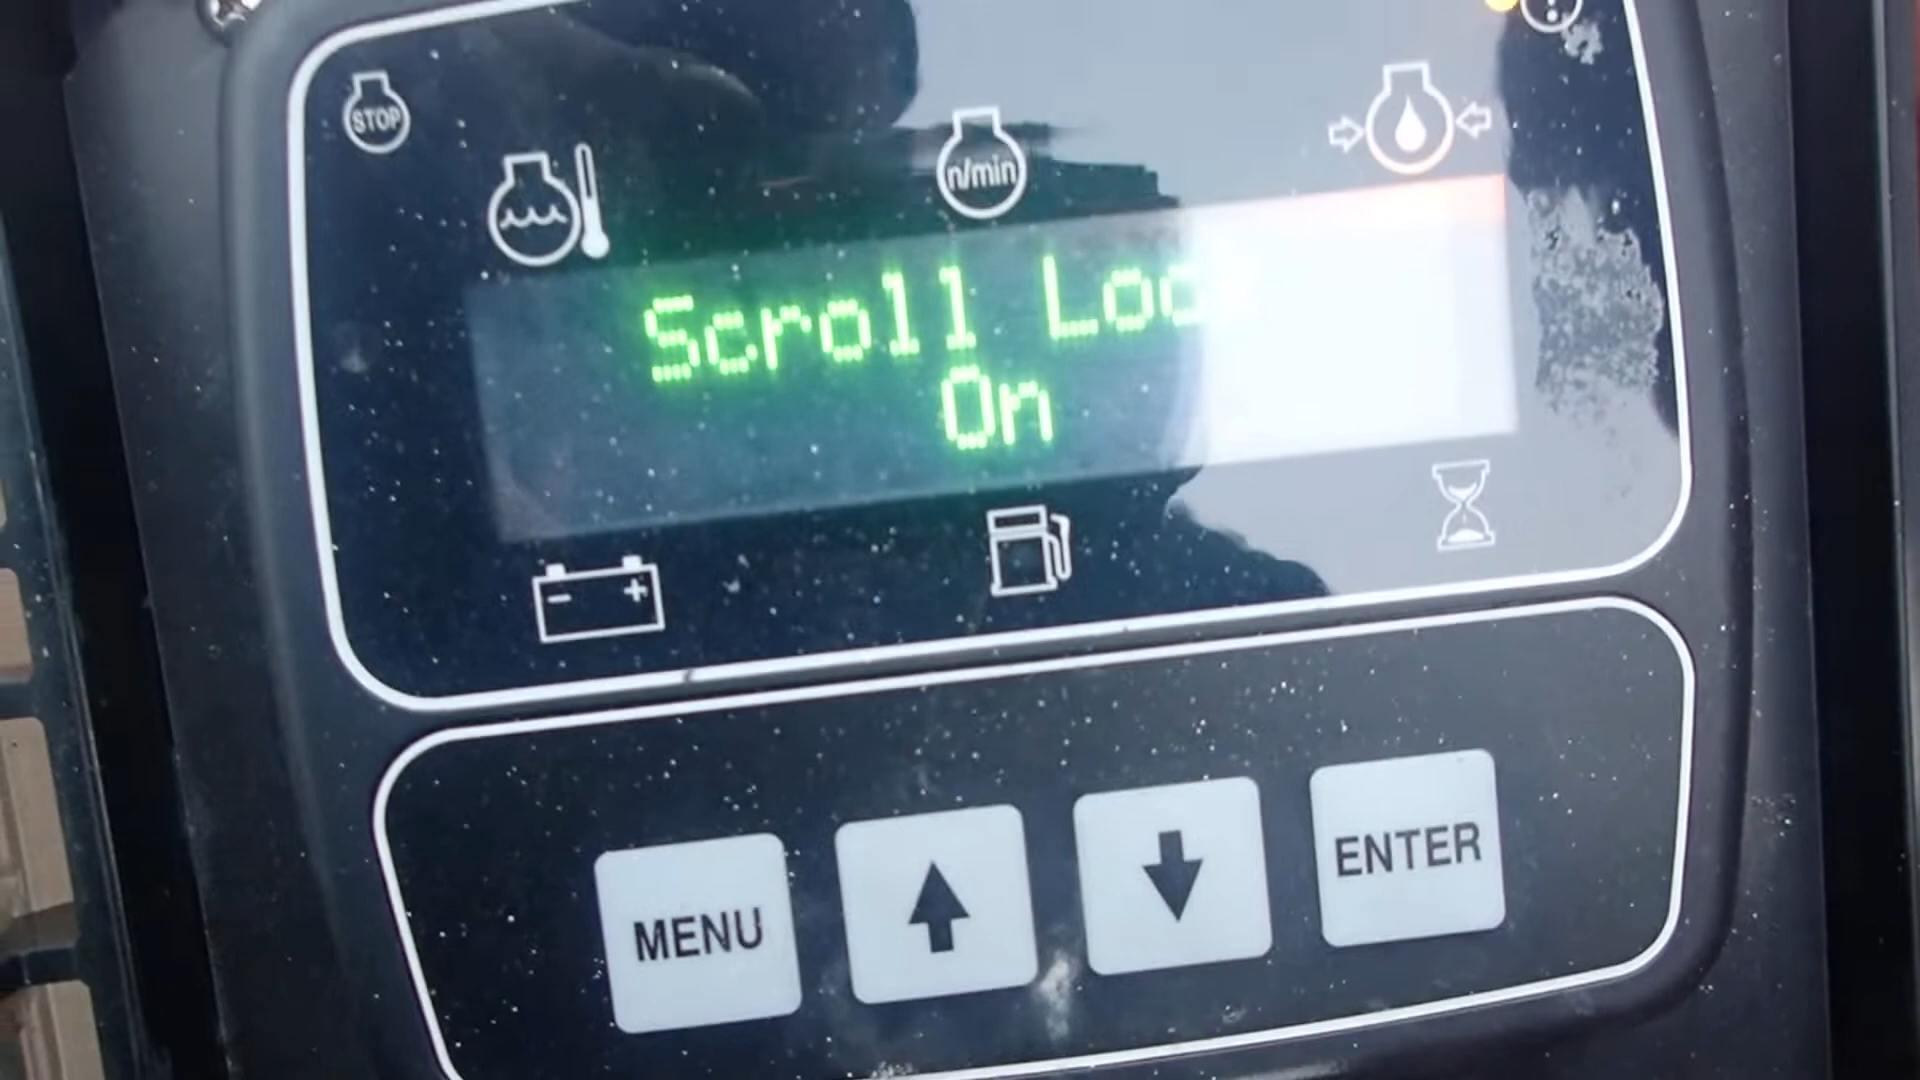 STOP
n/min
Scroll Loc
On
- +
MENU
ENTER